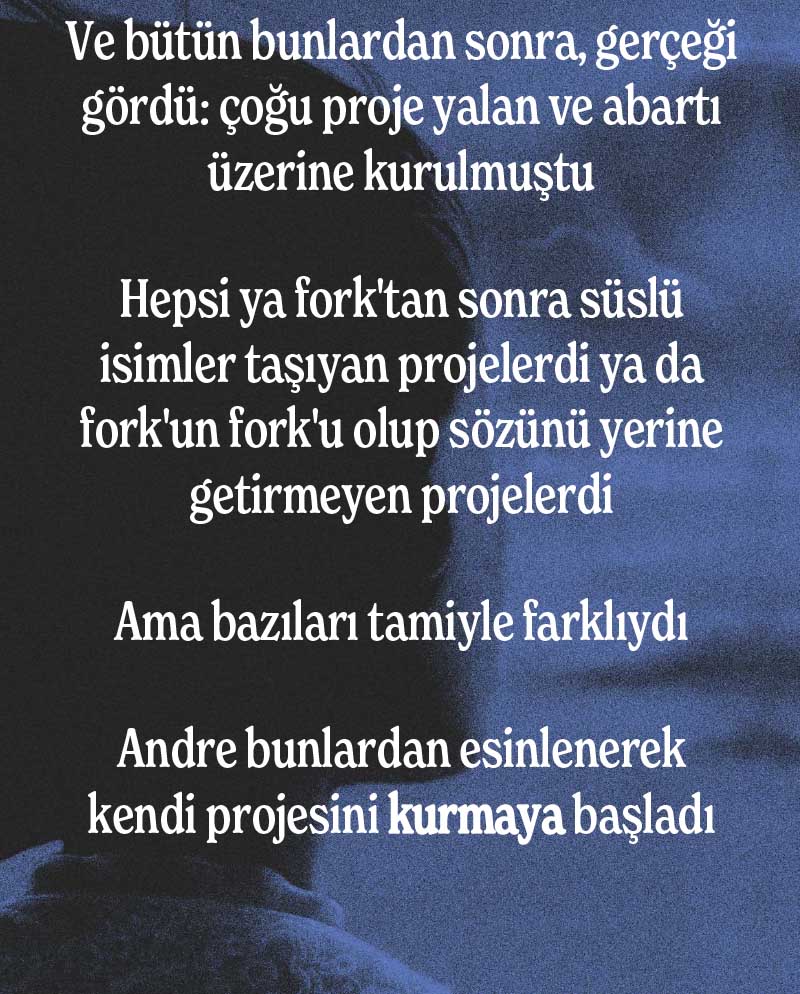 Ve bütün bunlardan sonra, gerçeği
gördü: çoğu proje yalan ve abartı
üzerine kurulmuştu
Hepsi ya fork'tan sonra süslü
isimler taşıyan projelerdi ya da
fork'un fork'u olup sözünü yerine
getirmeyen projelerdi
Ama bazıları tamiyle farklıydı
Andre bunlardan esinlenerek
kendi projesini kurmaya başladı